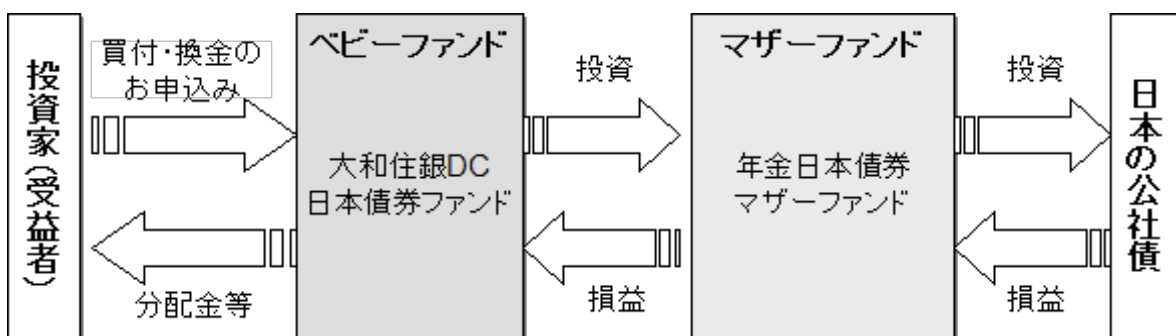 投資家(受益者)
買付・換金の
お申込み
分配金等
ベビーファンド
大和住銀DC
日本債券ファンド
投資
損益
マザーファンド
年金日本債券
マザーファンド
投資
損益
日本の公社債